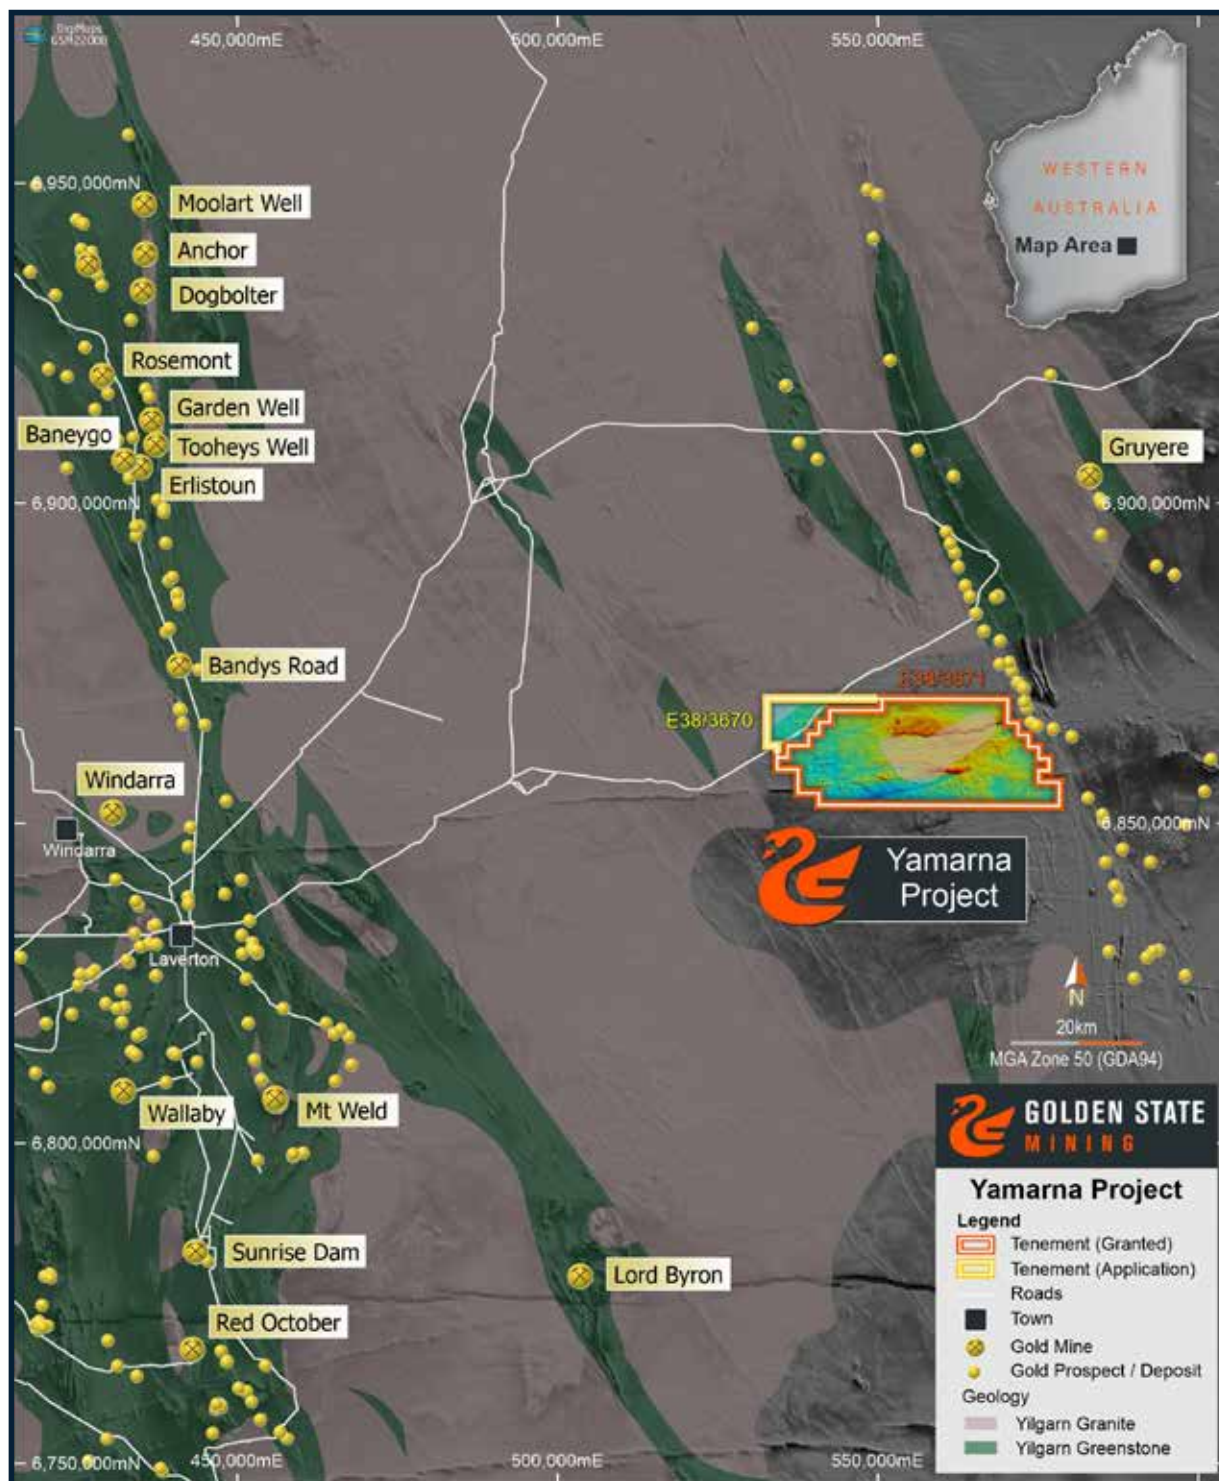 DigiMaps
GSM22000
450,000mE
500,000mE
550,000mE
WESTERN
AUSTRALIA
Map Area
6,950,000mN
Moolart Well
Anchor
Dogbolter
Rosemont
Garden Well
Baneygo
Tooheys Well
Gruyere
Erlistoun
6,900,000mN
6,900,000mN
Bandys Road
E38/3671
E38/3670
Windarra
Windarra
6,850,000mN
Yamarna
Project
Laverton
N
20km
MGA Zone 50 (GDA94)
Wallaby
Mt Weld
6,800,000mN
Sunrise Dam
Lord Byron
Red October
6,750,000mN
450,000mE
500,000mE
550,000mE
GOLDEN STATE
MINING
Yamarna Project
Legend
Tenement (Granted)
Tenement (Application)
Roads
Town
Gold Mine
Gold Prospect / Deposit
Geology
Yilgarn Granite
Yilgarn Greenstone